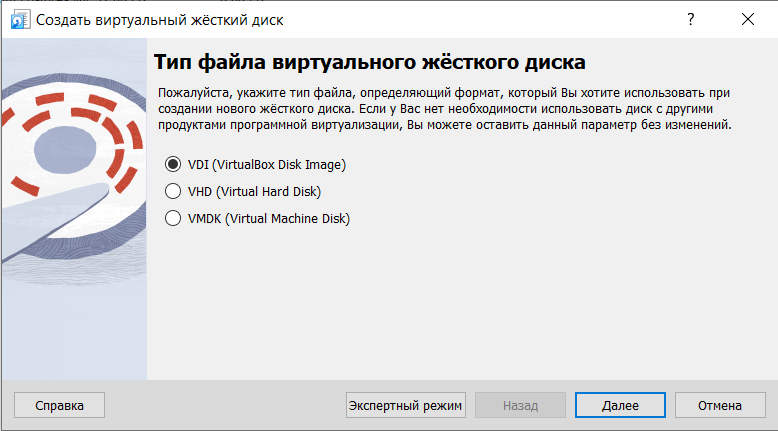 Создать виртуальный жёсткий диск
?
Тип файла виртуального жёсткого диска
Пожалуйста, укажите тип файла, определяющий формат, который Вы хотите использовать при
создании нового жёсткого диска. Если у Вас нет необходимости использовать диск с другими
продуктами программной виртуализации, Вы можете оставить данный параметр без изменений.
VDI (VirtualBox Disk Image)
VHD (Virtual Hard Disk)
VMDK (Virtual Machine Disk)
Справка Экспертный режим Назад Далее Отмена